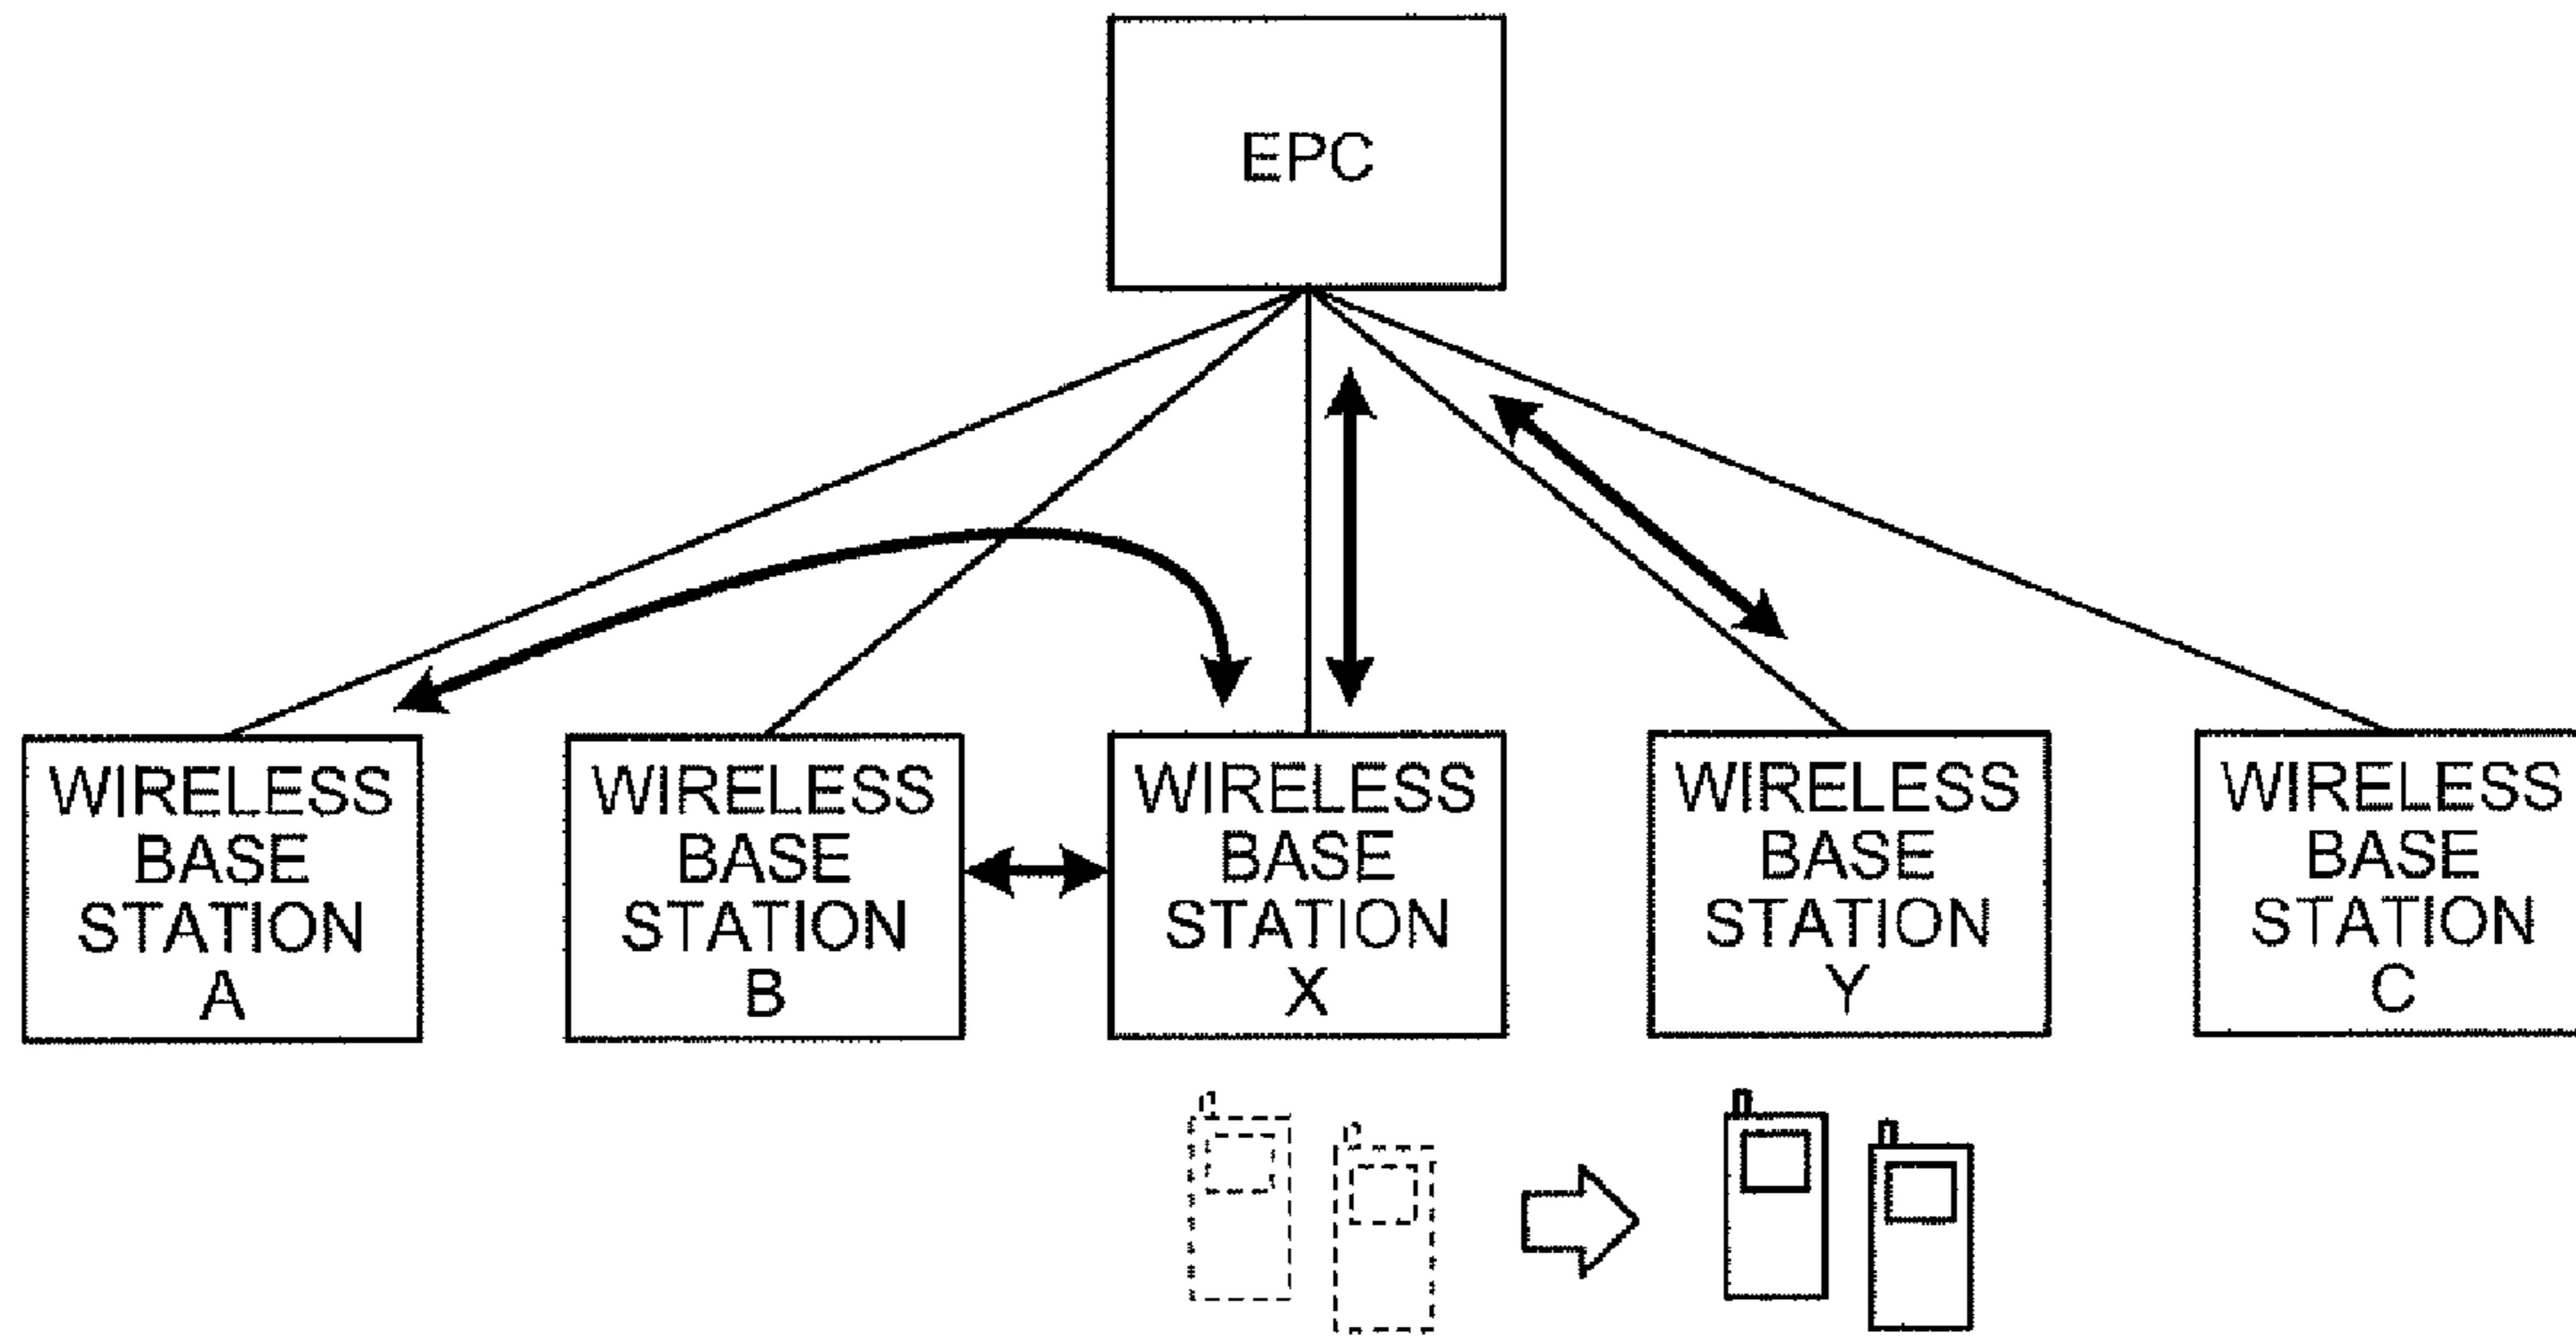 EPC
WIRELESS
BASE
STATION
A
WIRELESS
BASE
STATION
B
WIRELESS
BASE
STATION
X
WIRELESS
BASE
STATION
Y
WIRELESS
BASE
STATION
C